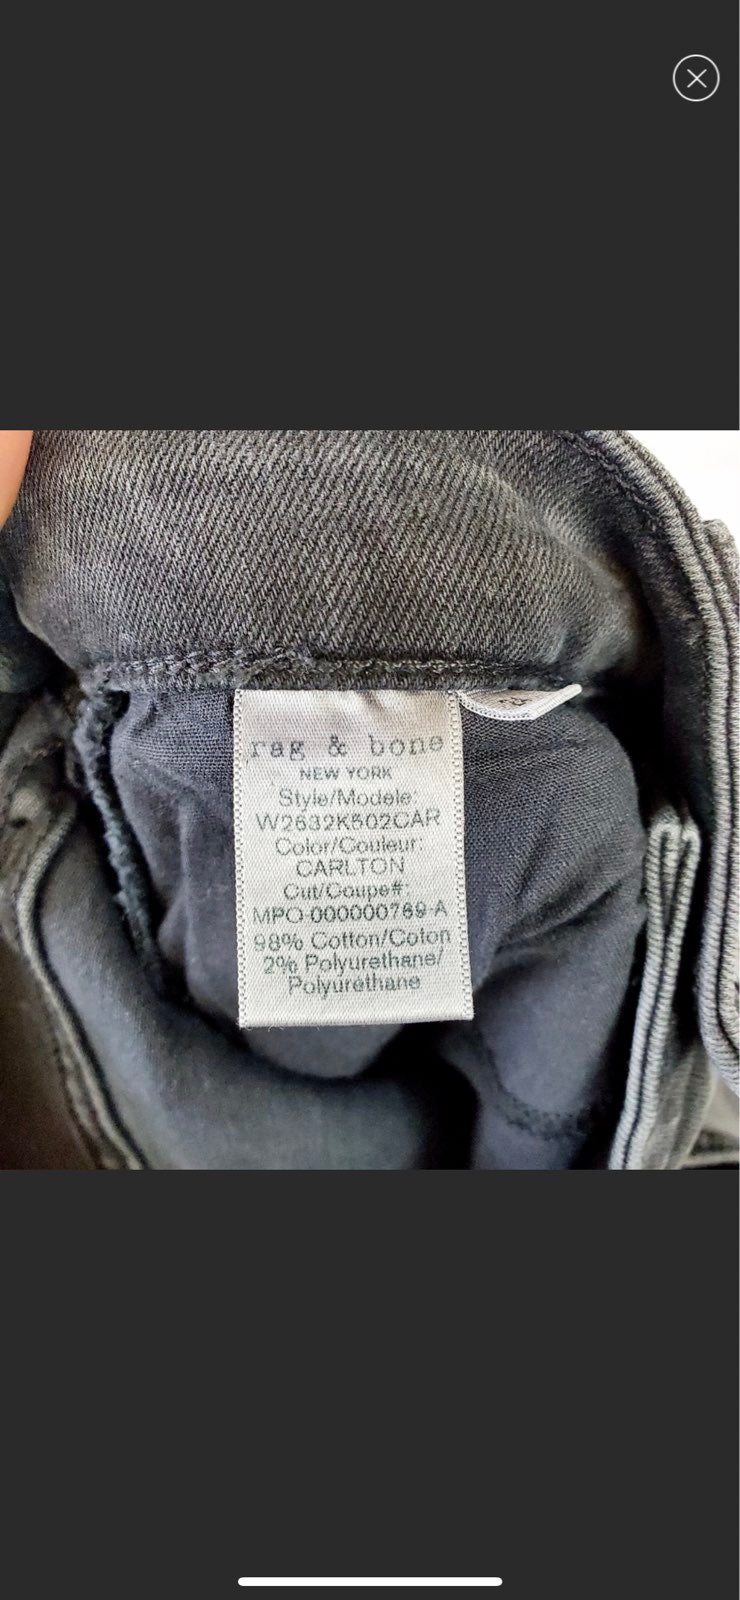 rag & bone
NEW YORK
Style/Modele:
W2632K502CAR
Color/Couleur:
CARLTON
Cut/Coupe#:
MPO-000000769-A
98% Cotton/Coton
2% Polyurethane/
Polyurethane